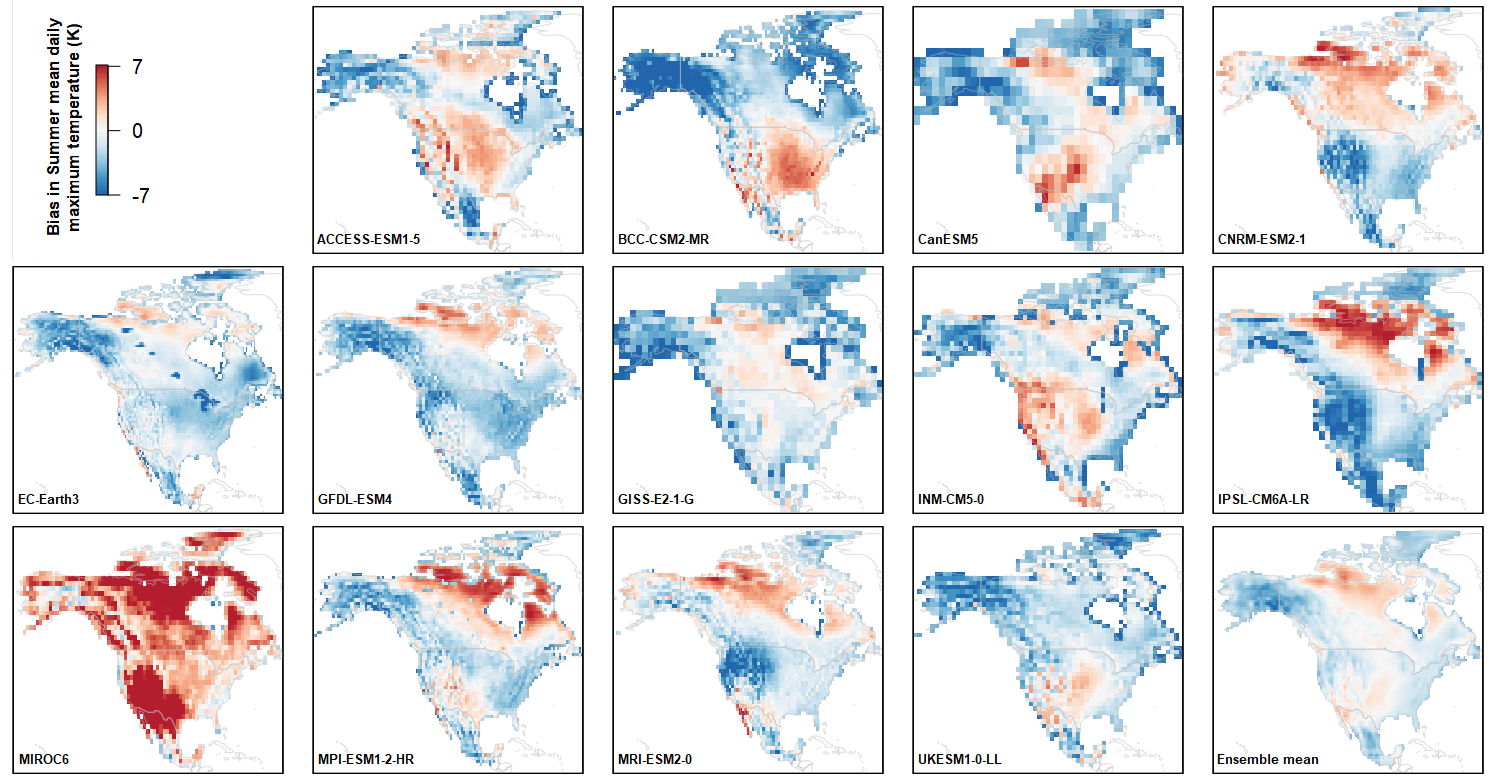 Bias in Summer mean daily
maximum temperature (K)
7
0
-7
ACCESS-ESM1-5
BCC-CSM2-MR
CanESM5
CNRM-ESM2-1
EC-Earth3
GFDL-ESM4
GISS-E2-1-G
INM-CM5-0
IPSL-CM6A-LR
MIROC6
MPI-ESM1-2-HR
MRI-ESM2-0
UKESM1-0-LL
Ensemble mean